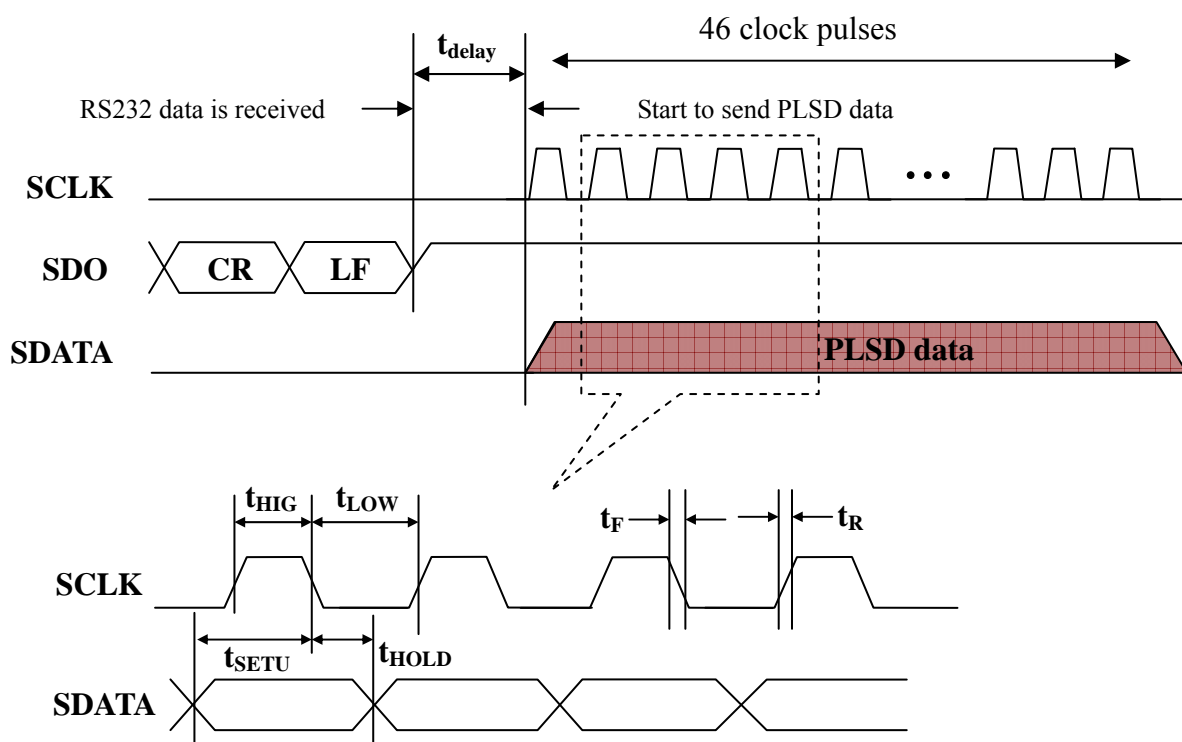 46 clock pulses
tdelay
RS232 data is received
Start to send PLSD data
SCLK
SDO
CR
LF
SDATA
PLSD data
tHIG
tLOW
tF
tR
SCLK
tSETU
tHOLD
SDATA